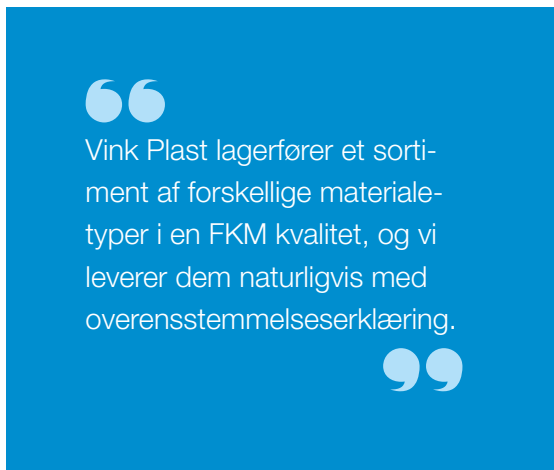 “
Vink Plast lagerfører et sorti-
ment af forskellige materiale-
typer i en FKM kvalitet, og vi
leverer dem naturligvis med
overensstemmelseserklæring.
”